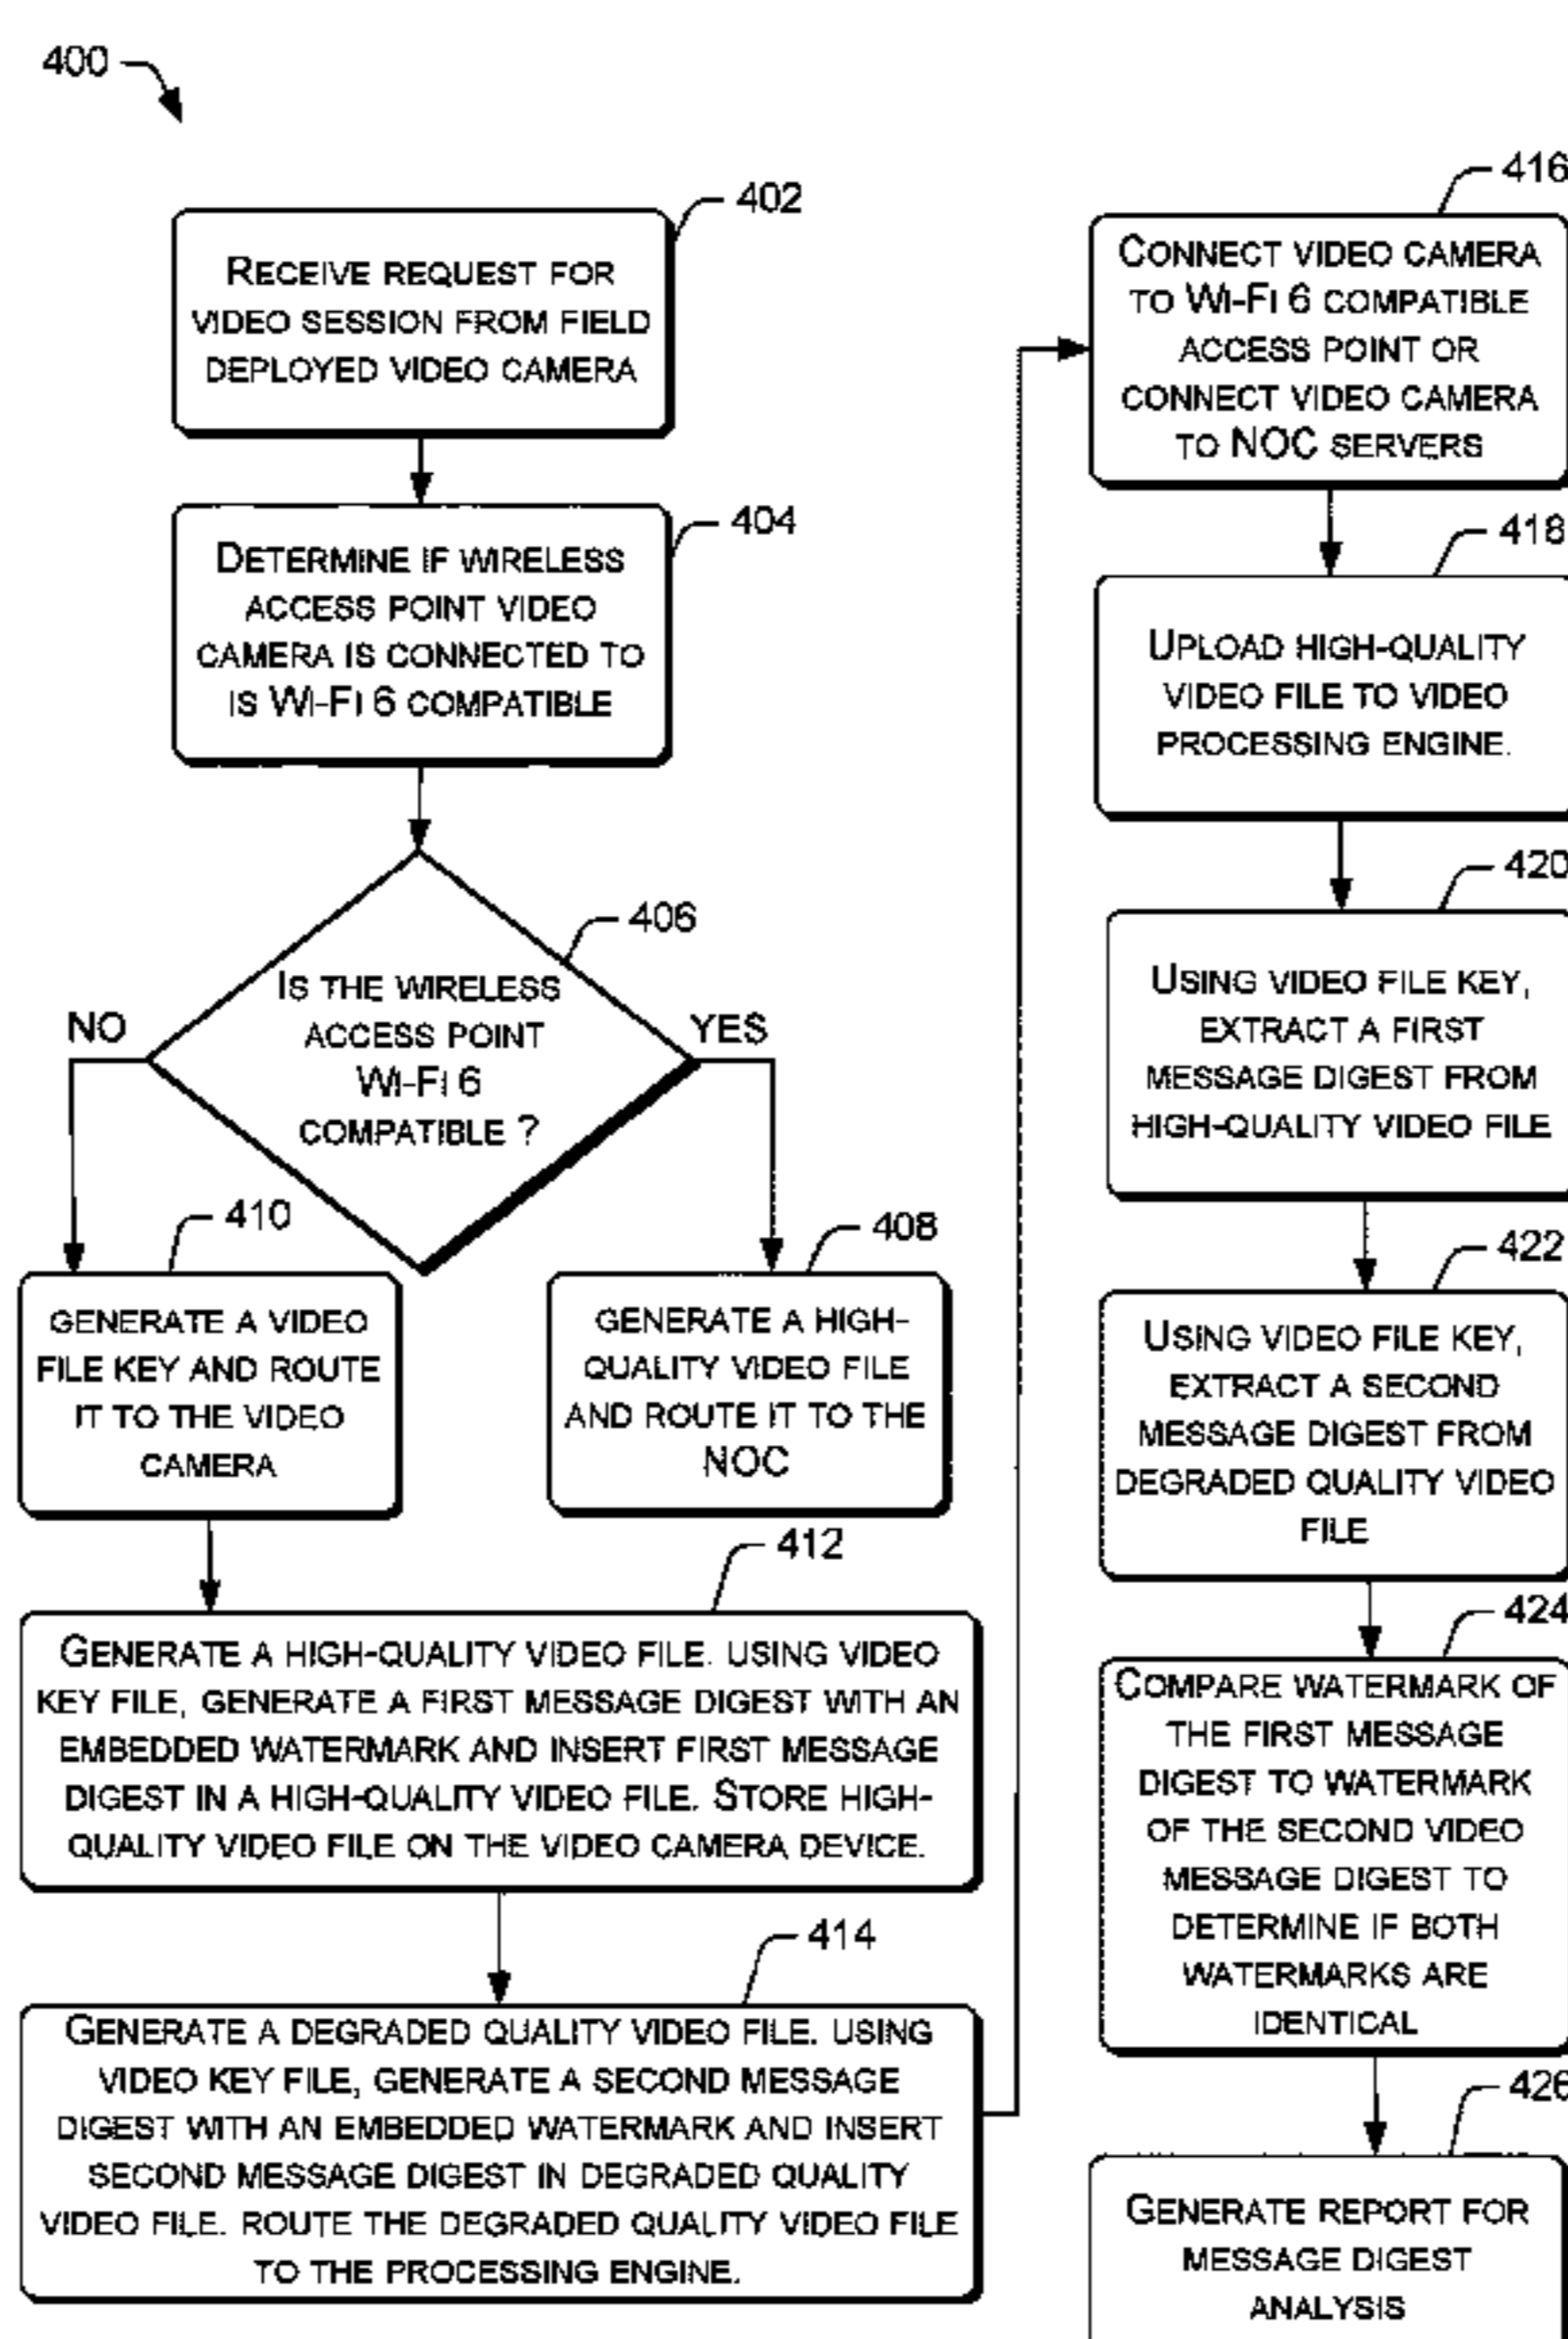 400
402
RECEIVE REQUEST FOR
VIDEO SESSION FROM FIELD
DEPLOYED VIDEO CAMERA
404
DETERMINE IF WIRELESS
ACCESS POINT VIDEO
CAMERA IS CONNECTED TO
IS WI-FI 6 COMPATIBLE
406
IS THE WIRELESS
ACCESS POINT
WI-FI 6
COMPATIBLE ?
NO
YES
410
GENERATE A VIDEO
FILE KEY AND ROUTE
IT TO THE VIDEO
CAMERA
408
GENERATE A HIGH-
QUALITY VIDEO FILE
AND ROUTE IT TO THE
NOC
412
GENERATE A HIGH-QUALITY VIDEO FILE. USING VIDEO
KEY FILE, GENERATE A FIRST MESSAGE DIGEST WITH AN
EMBEDDED WATERMARK AND INSERT FIRST MESSAGE
DIGEST IN A HIGH-QUALITY VIDEO FILE. STORE HIGH-
QUALITY VIDEO FILE ON THE VIDEO CAMERA DEVICE.
414
GENERATE A DEGRADED QUALITY VIDEO FILE. USING
VIDEO KEY FILE, GENERATE A SECOND MESSAGE
DIGEST WITH AN EMBEDDED WATERMARK AND INSERT
SECOND MESSAGE DIGEST IN DEGRADED QUALITY
VIDEO FILE. ROUTE THE DEGRADED QUALITY VIDEO FILE
TO THE PROCESSING ENGINE.
416
CONNECT VIDEO CAMERA
TO WI-FI 6 COMPATIBLE
ACCESS POINT OR
CONNECT VIDEO CAMERA
TO NOC SERVERS
418
UPLOAD HIGH-QUALITY
VIDEO FILE TO VIDEO
PROCESSING ENGINE.
420
USING VIDEO FILE KEY,
EXTRACT A FIRST
MESSAGE DIGEST FROM
HIGH-QUALITY VIDEO FILE
422
USING VIDEO FILE KEY,
EXTRACT A SECOND
MESSAGE DIGEST FROM
DEGRADED QUALITY VIDEO
FILE
424
COMPARE WATERMARK OF
THE FIRST MESSAGE
DIGEST TO WATERMARK
OF THE SECOND VIDEO
MESSAGE DIGEST TO
DETERMINE IF BOTH
WATERMARKS ARE
IDENTICAL
426
GENERATE REPORT FOR
MESSAGE DIGEST
ANALYSIS